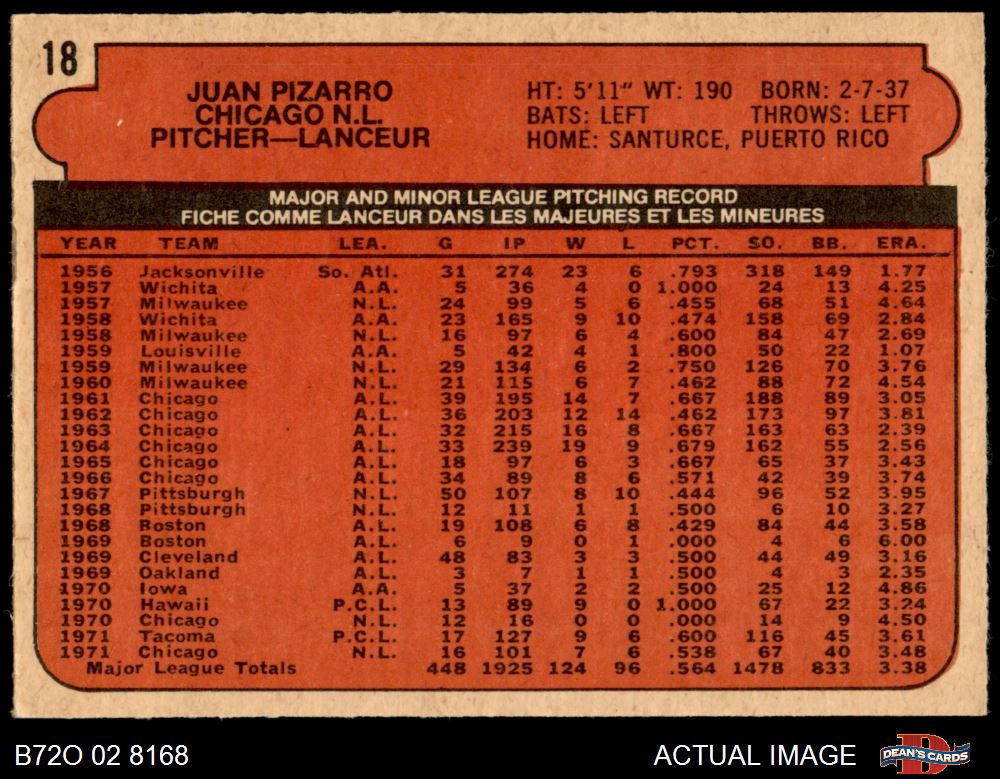 18
JUAN PIZARRO
CHICAGO N.L.
PITCHER—LANCEUR
HT: 5'11" WT: 190 BORN: 2-7-37
BATS: LEFT THROWS: LEFT
HOME: SANTURCE, PUERTO RICO
MAJOR AND MINOR LEAGUE PITCHING RECORD
FICHE COMME LANCEUR DANS LES MAJEURES ET LES MINEURES
YEAR TEAM LEA. G IP W L PCT. SO. BB. ERA.
1956 Jacksonville So. Atl. 31 274 23 6 .793 318 149 1.77
1957 Wichita A.A. 5 36 4 0 1.000 24 13 4.25
1957 Milwaukee N.L. 24 99 5 6 .455 68 51 4.64
1958 Wichita A.A. 23 165 9 10 .474 158 69 2.84
1958 Milwaukee N.L. 16 97 6 4 .600 84 47 2.69
1959 Louisville A.A. 5 42 4 1 .800 50 22 1.07
1959 Milwaukee N.L. 29 134 6 2 .750 126 70 3.76
1960 Milwaukee N.L. 21 115 6 7 .462 88 72 4.54
1961 Chicago A.L. 39 195 14 7 .667 188 89 3.05
1962 Chicago A.L. 36 203 12 14 .462 173 97 3.81
1963 Chicago A.L. 32 215 16 8 .667 163 63 2.39
1964 Chicago A.L. 33 239 19 9 .679 162 55 2.56
1965 Chicago A.L. 18 97 6 3 .667 65 37 3.43
1966 Chicago A.L. 34 89 8 6 .571 42 39 3.74
1967 Pittsburgh N.L. 50 107 8 10 .444 96 52 3.95
1968 Pittsburgh N.L. 12 11 1 1 .500 6 10 3.27
1968 Boston A.L. 19 108 6 8 .429 84 44 3.58
1969 Boston A.L. 6 9 0 1 .000 4 6 6.00
1969 Cleveland A.L. 48 83 3 3 .500 44 49 3.16
1969 Oakland A.L. 3 7 1 1 .500 4 3 2.35
1970 Iowa A.A. 5 37 2 2 .500 25 12 4.86
1970 Hawaii P.C.L. 13 89 9 0 1.000 67 22 3.24
1970 Chicago N.L. 12 16 0 0 .000 14 9 4.50
1971 Tacoma P.C.L. 17 127 9 6 .600 116 45 3.61
1971 Chicago N.L. 16 101 7 6 .538 67 40 3.48
Major League Totals 448 1925 124 96 .564 1478 833 3.38
B72O 02 8168 ACTUAL IMAGE DEAN'S CARDS